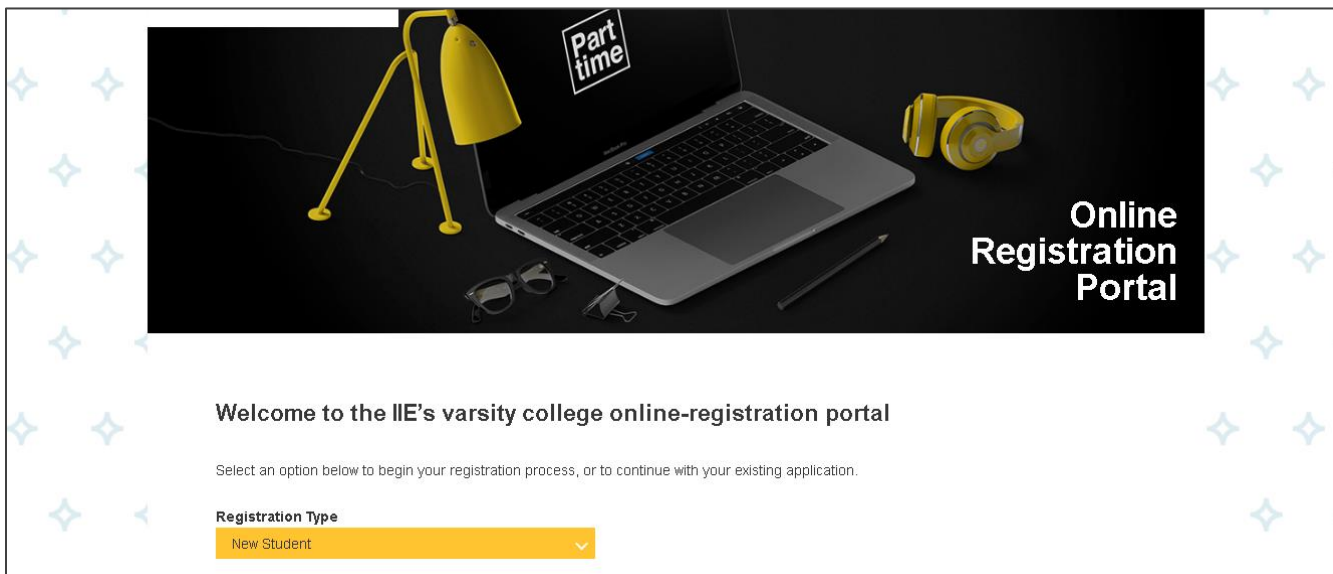 Part
time
Online
Registration
Portal
Welcome to the IIE's varsity college online-registration portal
Select an option below to begin your registration process, or to continue with your existing application.
Registration Type
New Student